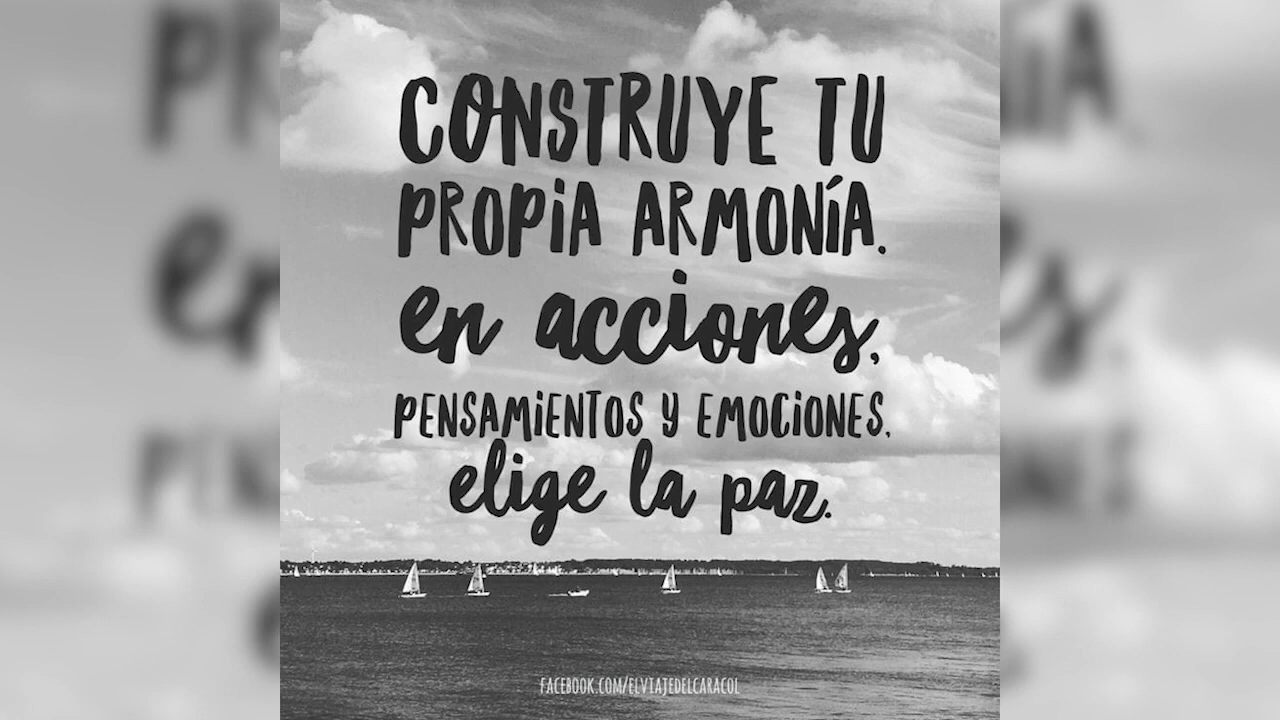 CONSTRUYE TU
PROPiA ARMONÍA.
en acciones,
PENSAMiENTOS Y EMOCiONES,
elige la paz.
FACEBOOK.COM/ELVIAJEDELCARACOL